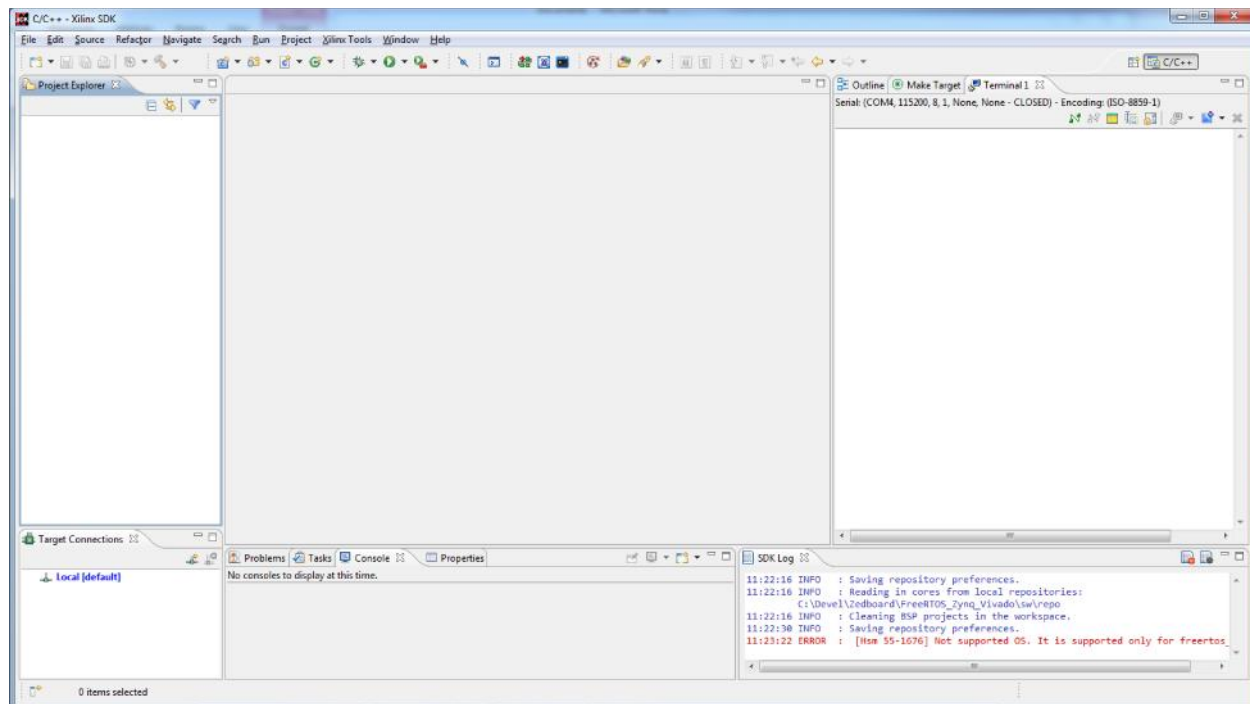 C/C++ - Xilinx SDK
File Edit Source Refactor Navigate Search Run Project Xilinx Tools Window Help
C/C++
Project Explorer
Outline Make Target Terminal 1
Serial: (COM4, 115200, 8, 1, None, None - CLOSED) - Encoding: (ISO-8859-1)
Target Connections
Local [default]
Problems Tasks Console Properties
No consoles to display at this time.
SDK Log
11:22:16 INFO : Saving repository preferences.
11:22:16 INFO : Reading in cores from local repositories:
C:\Devel\Zedboard\FreeRTOS_Zynq_Vivado\sw\repo
11:22:16 INFO : Cleaning BSP projects in the workspace.
11:22:30 INFO : Saving repository preferences.
11:23:22 ERROR : [Hsm 55-1676] Not supported OS. It is supported only for freertos_
0 items selected